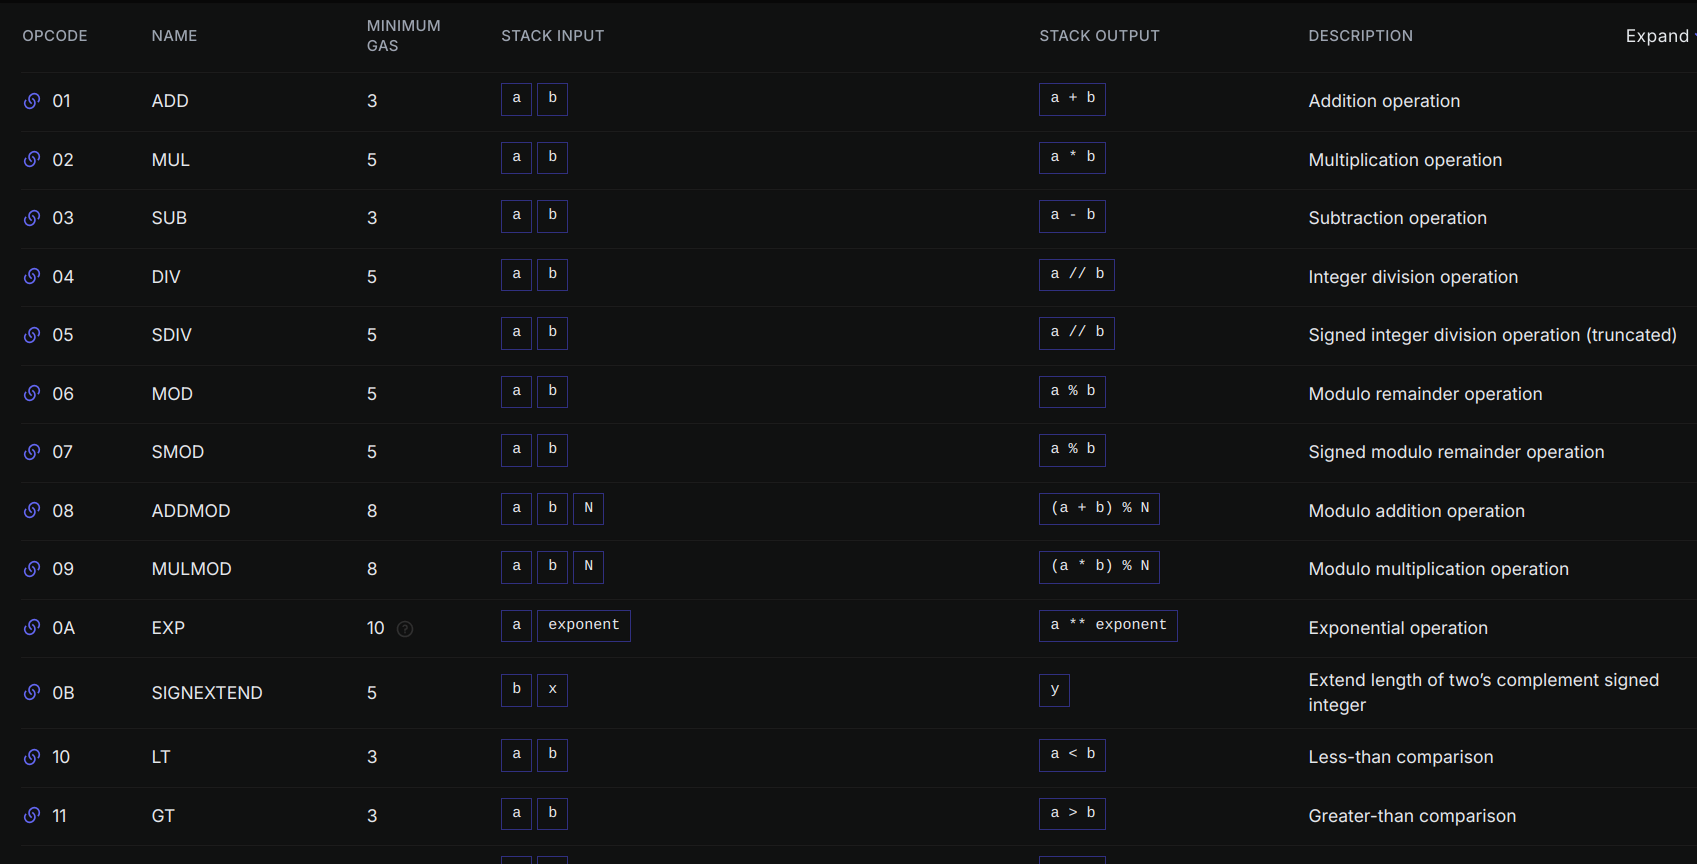 OPCODE NAME MINIMUM GAS STACK INPUT STACK OUTPUT DESCRIPTION Expand
01 ADD 3 a b a + b Addition operation
02 MUL 5 a b a * b Multiplication operation
03 SUB 3 a b a - b Subtraction operation
04 DIV 5 a b a // b Integer division operation
05 SDIV 5 a b a // b Signed integer division operation (truncated)
06 MOD 5 a b a % b Modulo remainder operation
07 SMOD 5 a b a % b Signed modulo remainder operation
08 ADDMOD 8 a b N (a + b) % N Modulo addition operation
09 MULMOD 8 a b N (a * b) % N Modulo multiplication operation
0A EXP 10 ? a exponent a ** exponent Exponential operation
0B SIGNEXTEND 5 b x y Extend length of two’s complement signed
integer
10 LT 3 a b a < b Less-than comparison
11 GT 3 a b a > b Greater-than comparison